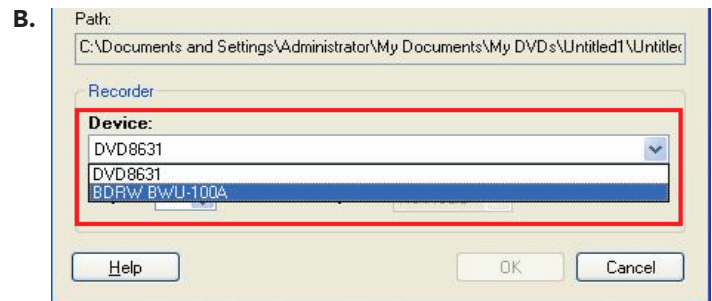 B.
Path:
C:\Documents and Settings\Administrator\My Documents\My DVDs\Untitled1\Untitled
Recorder
Device:
DVD8631
DVD8631
BDRW BWU-100A
Help
OK
Cancel